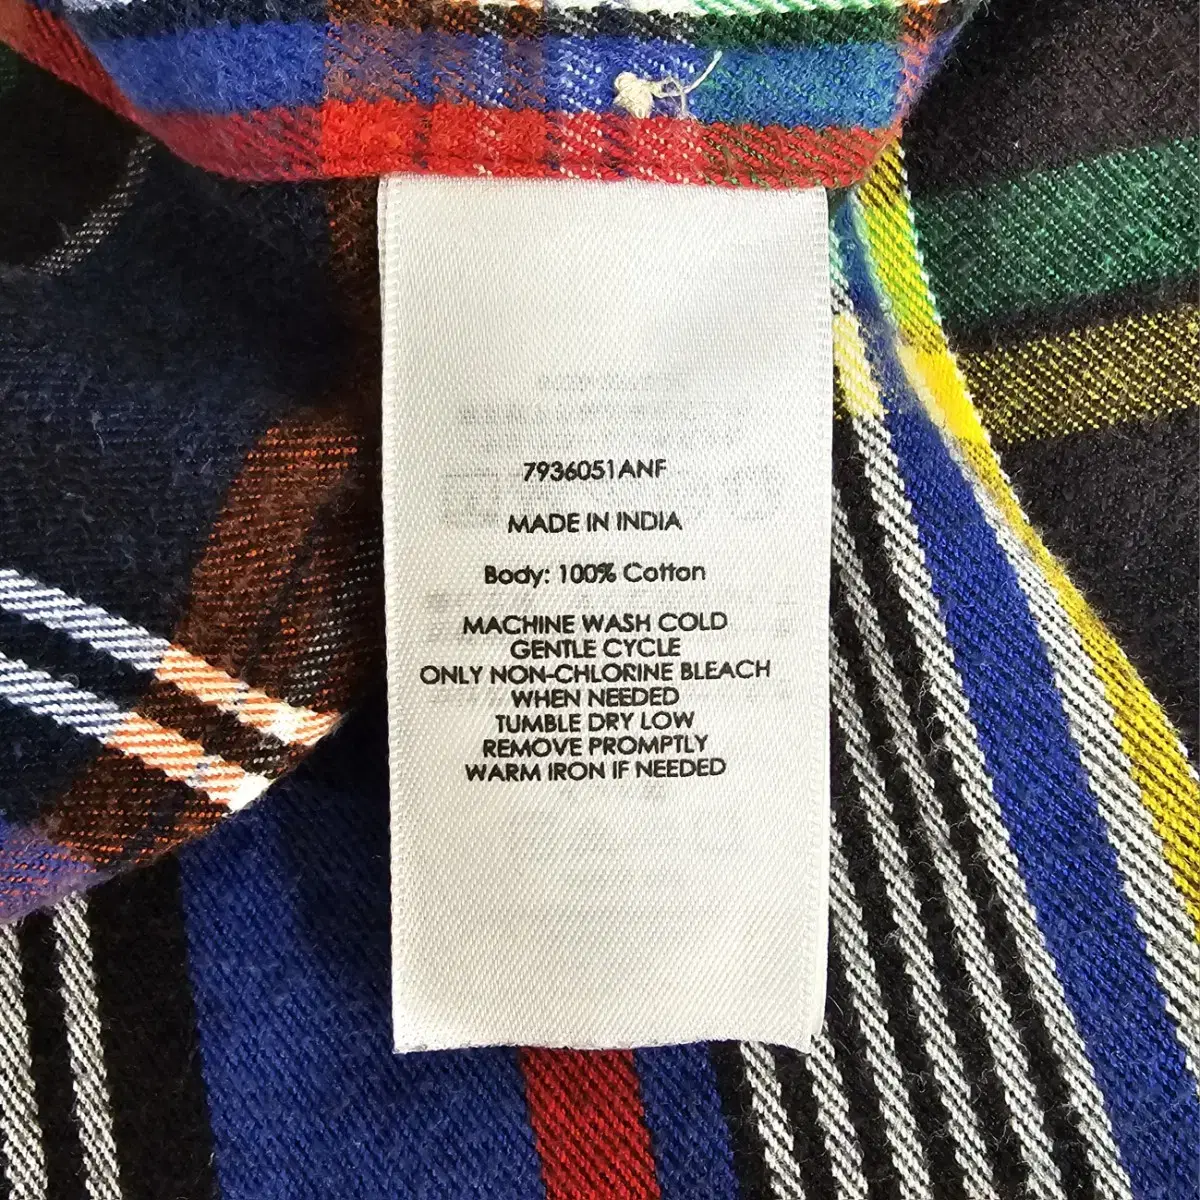 7936051ANF
MADE IN INDIA
Body: 100% Cotton
MACHINE WASH COLD
GENTLE CYCLE
ONLY NON-CHLORINE BLEACH
WHEN NEEDED
TUMBLE DRY LOW
REMOVE PROMPTLY
WARM IRON IF NEEDED